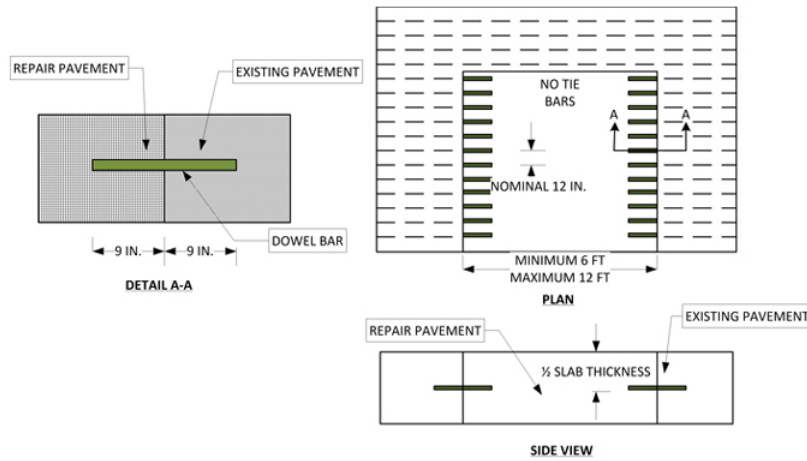 REPAIR PAVEMENT
EXISTING PAVEMENT
DOWEL BAR
9 IN.
9 IN.
DETAIL A-A
NO TIE
BARS
A
A
NOMINAL 12 IN.
MINIMUM 6 FT
MAXIMUM 12 FT
PLAN
REPAIR PAVEMENT
EXISTING PAVEMENT
½ SLAB THICKNESS
SIDE VIEW